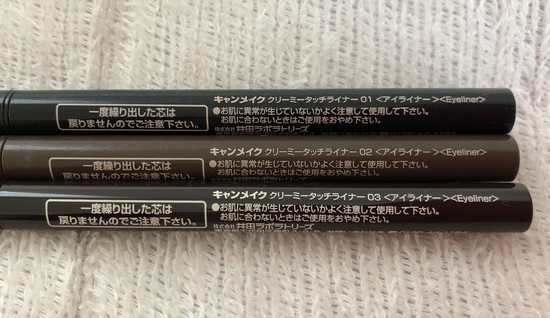 一度繰り出した芯は
戻りませんのでご注意下さい。
キャンメイク クリーミータッチライナー 01 <アイライナー><Eyeliner>
●お肌に異常が生じていないかよく注意して使用して下さい。
お肌に合わないときはご使用をおやめ下さい。
株式会社 井田ラボラトリーズ
一度繰り出した芯は
戻りませんのでご注意下さい。
キャンメイク クリーミータッチライナー 02 <アイライナー><Eyeliner>
●お肌に異常が生じていないかよく注意して使用して下さい。
お肌に合わないときはご使用をおやめ下さい。
株式会社 井田ラボラトリーズ
一度繰り出した芯は
戻りませんのでご注意下さい。
キャンメイク クリーミータッチライナー 03 <アイライナー><Eyeliner>
●お肌に異常が生じていないかよく注意して使用して下さい。
お肌に合わないときはご使用をおやめ下さい。
株式会社 井田ラボラトリーズ